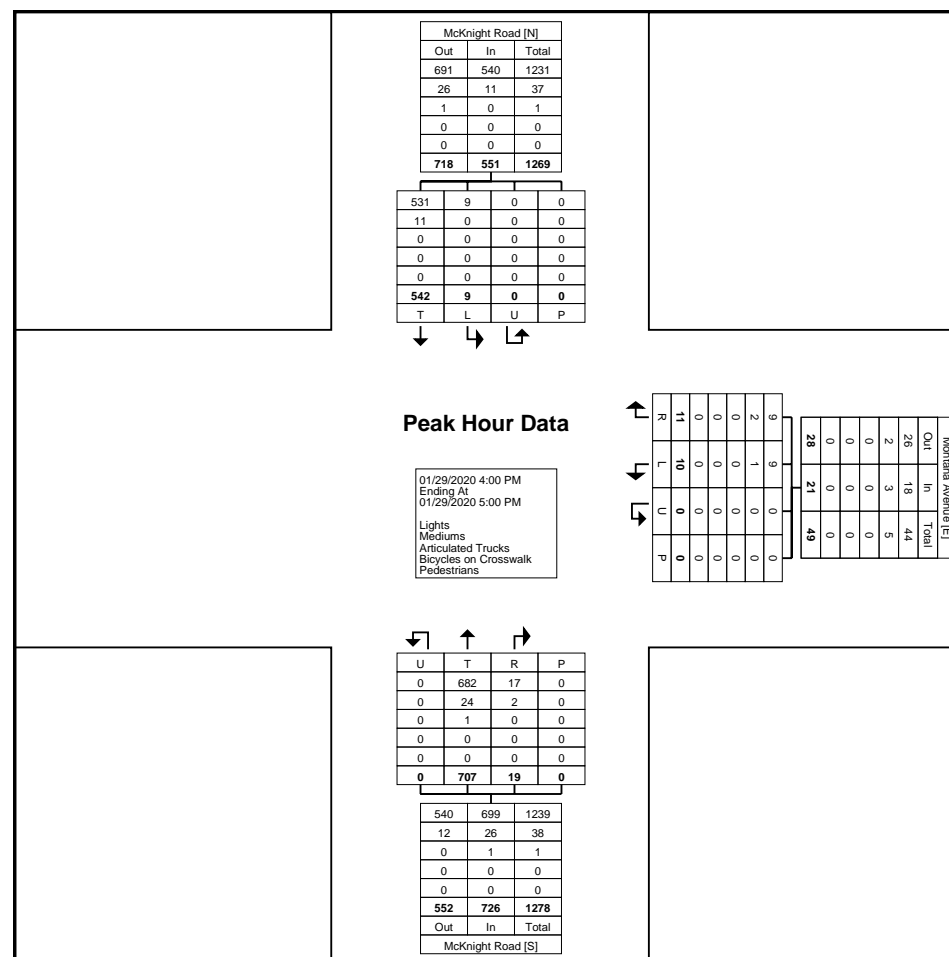 McKnight Road [N]
Out In Total
691 540 1231
26 11 37
1 0 1
0 0 0
0 0 0
718 551 1269
531 9 0 0
11 0 0 0
0 0 0 0
0 0 0 0
0 0 0 0
542 9 0 0
T L U P
Peak Hour Data
01/29/2020 4:00 PM
Ending At
01/29/2020 5:00 PM
Lights
Mediums
Articulated Trucks
Bicycles on Crosswalk
Pedestrians
Montana Avenue [E]
Out In Total
26 18 44
2 3 5
0 0 0
0 0 0
0 0 0
28 21 49
9 9 0 0
2 1 0 0
0 0 0 0
0 0 0 0
0 0 0 0
11 10 0 0
R L U P
U T R P
0 682 17 0
0 24 2 0
0 1 0 0
0 0 0 0
0 0 0 0
0 707 19 0
540 699 1239
12 26 38
0 1 1
0 0 0
0 0 0
552 726 1278
Out In Total
McKnight Road [S]